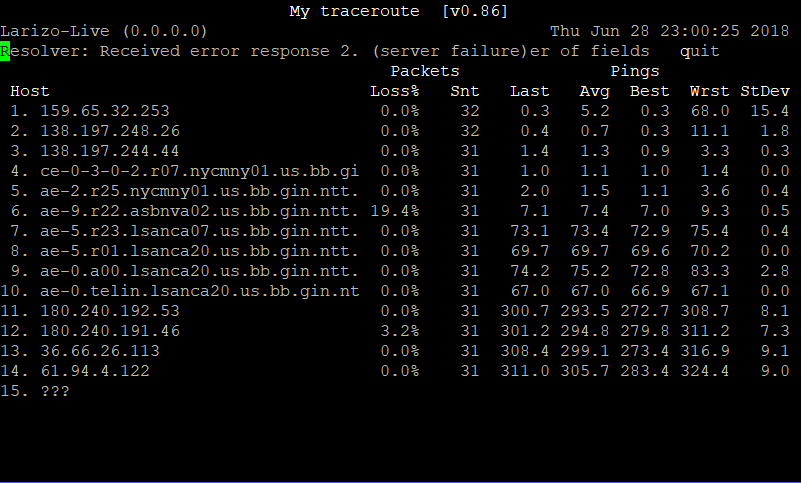 My traceroute  [v0.86]
Larizo-Live (0.0.0.0)                                  Thu Jun 28 23:00:25 2018
Resolver: Received error response 2. (server failure)er of fields   quit
                                       Packets               Pings
 Host                                Loss%   Snt   Last   Avg  Best  Wrst StDev
 1. 159.65.32.253                     0.0%    32    0.3   5.2   0.3  68.0  15.4
 2. 138.197.248.26                    0.0%    32    0.4   0.7   0.3  11.1   1.8
 3. 138.197.244.44                    0.0%    31    1.4   1.3   0.9   3.3   0.3
 4. ce-0-3-0-2.r07.nycmny01.us.bb.gi  0.0%    31    1.0   1.1   1.0   1.4   0.0
 5. ae-2.r25.nycmny01.us.bb.gin.ntt.  0.0%    31    2.0   1.5   1.1   3.6   0.4
 6. ae-9.r22.asbnva02.us.bb.gin.ntt. 19.4%    31    7.1   7.4   7.0   9.3   0.5
 7. ae-5.r23.lsanca07.us.bb.gin.ntt.  0.0%    31   73.1  73.4  72.9  75.4   0.4
 8. ae-5.r01.lsanca20.us.bb.gin.ntt.  0.0%    31   69.7  69.7  69.6  70.2   0.0
 9. ae-0.a00.lsanca20.us.bb.gin.ntt.  0.0%    31   74.2  75.2  72.8  83.3   2.8
10. ae-0.telin.lsanca20.us.bb.gin.nt  0.0%    31   67.0  67.0  66.9  67.1   0.0
11. 180.240.192.53                    0.0%    31  300.7 293.5 272.7 308.7   8.1
12. 180.240.191.46                    3.2%    31  301.2 294.8 279.8 311.2   7.3
13. 36.66.26.113                      0.0%    31  308.4 299.1 273.4 316.9   9.1
14. 61.94.4.122                       0.0%    31  311.0 305.7 283.4 324.4   9.0
15. ???